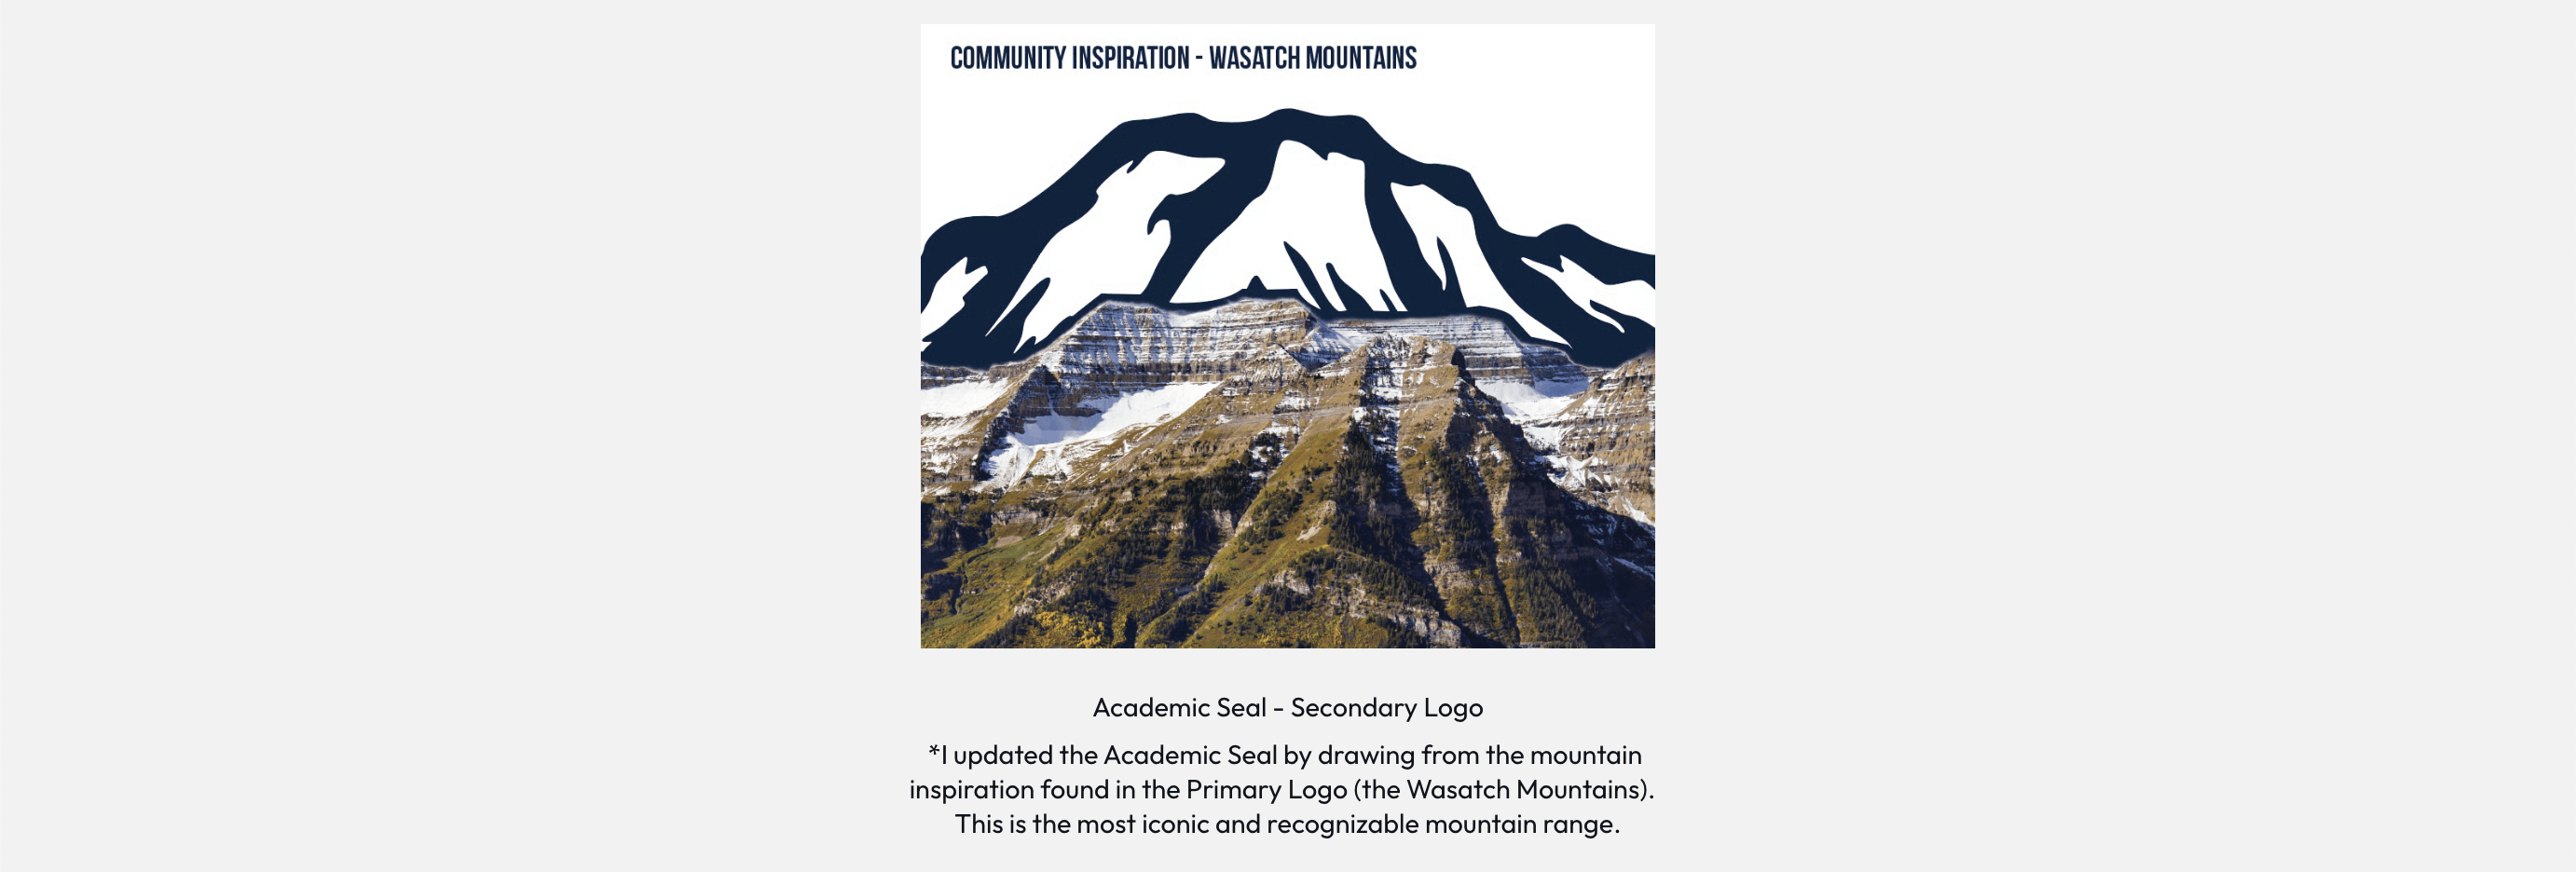 COMMUNITY INSPIRATION - WASATCH MOUNTAINS
Academic Seal - Secondary Logo
*I updated the Academic Seal by drawing from the mountain
inspiration found in the Primary Logo (the Wasatch Mountains).
This is the most iconic and recognizable mountain range.